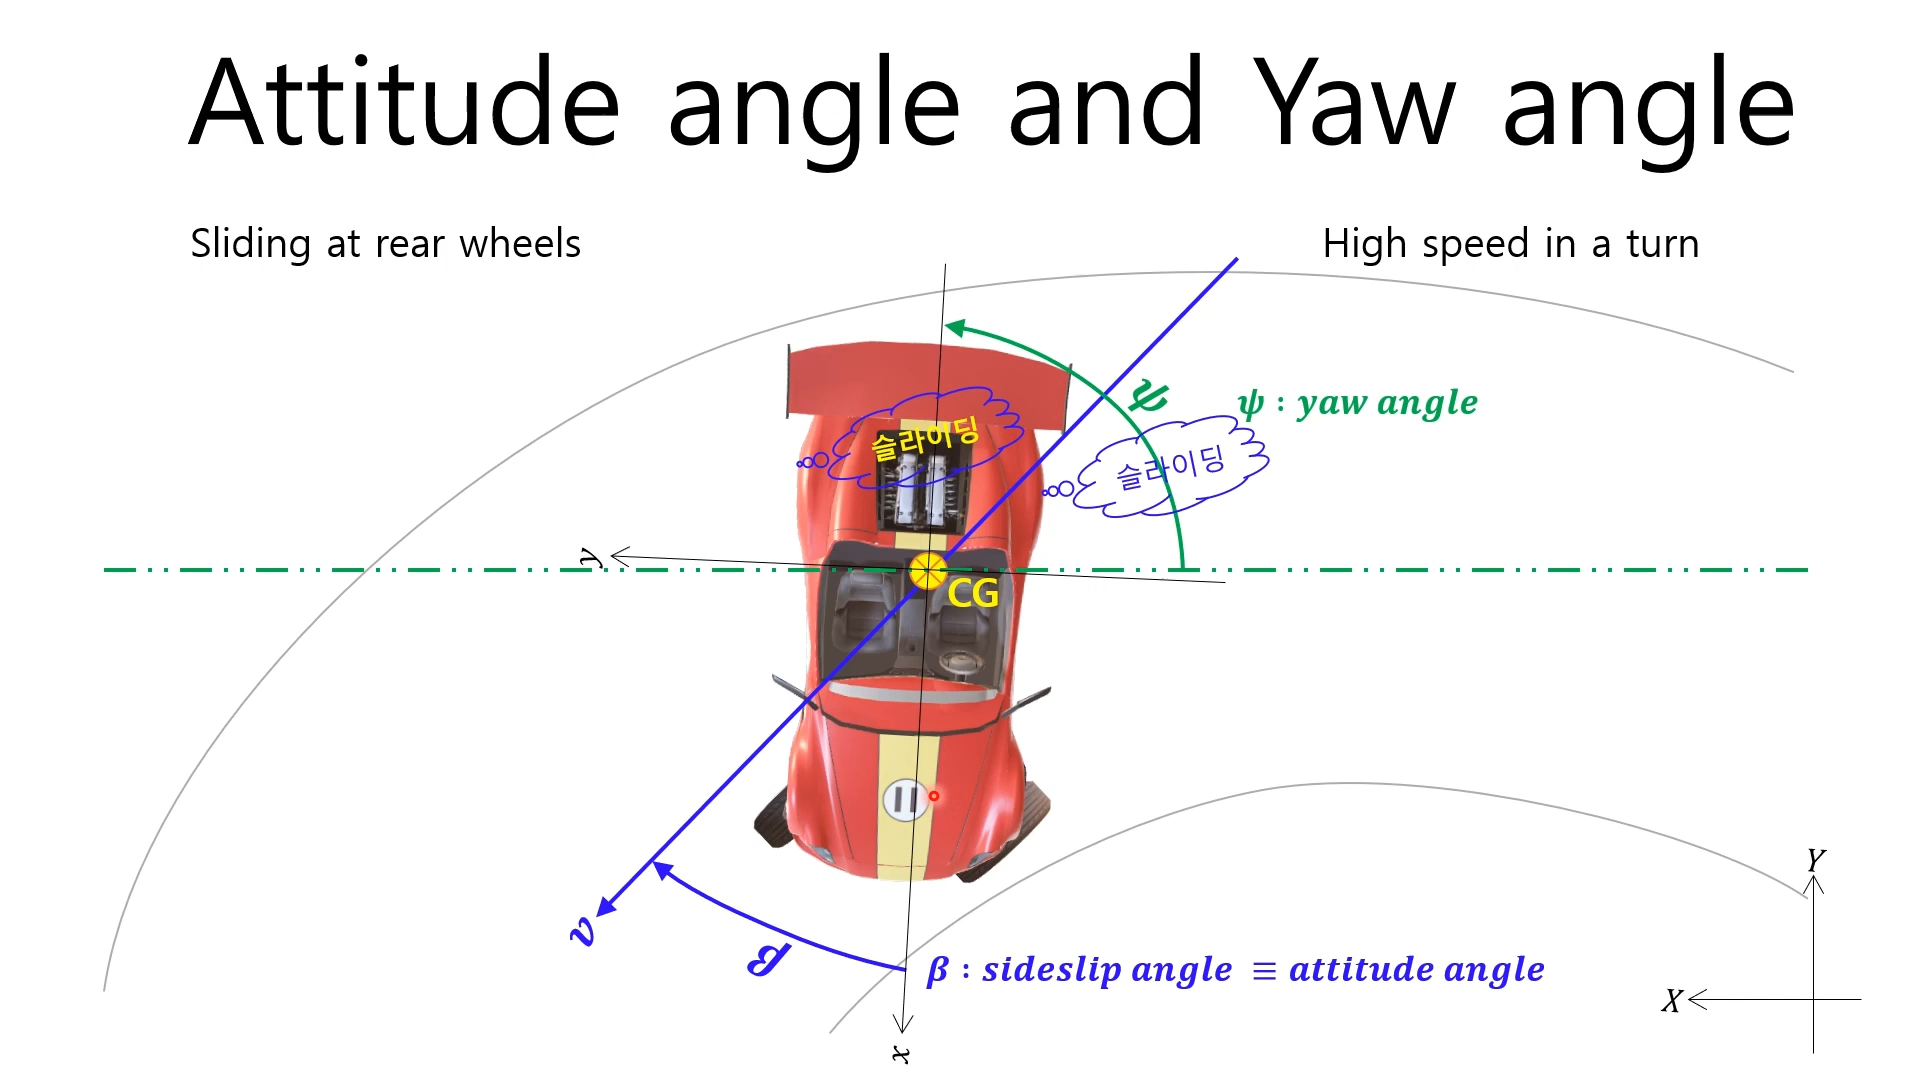 Attitude angle and Yaw angle
Sliding at rear wheels
High speed in a turn
ψ
ψ : yaw angle
슬라이딩
슬라이딩
y
CG
11
v
β
β : sideslip angle ≡ attitude angle
x
Y
X